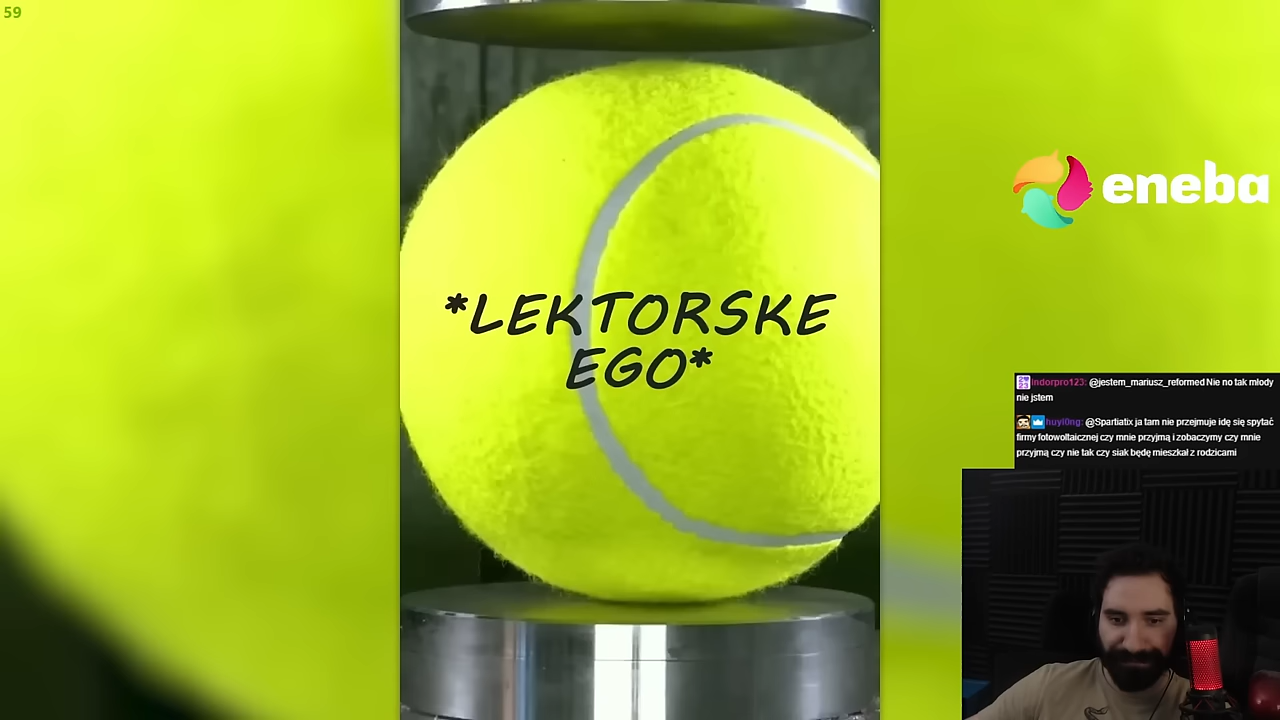 59
*LEKTORSKE
EGO*
eneba
Indorpro123: @jestem_mariusz_reformed Nie no tak młody
nie jstem
huyl0ng: @Spartiatix ja tam nie przejmuje idę się spytać
firmy fotowoltaicznej czy mnie przyjmą i zobaczymy czy mnie
przyjmą czy nie tak czy siak będę mieszkał z rodzicami